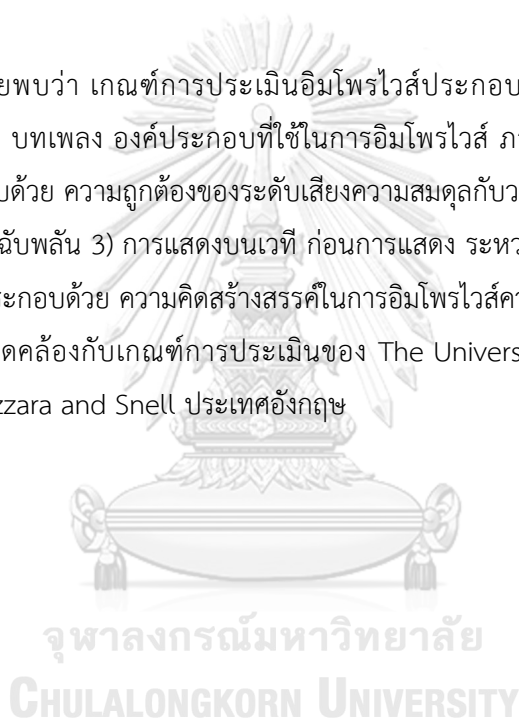 ยพบว่า เกณฑ์การประเมินอิมโพรไวส์ประกอบ
บทเพลง องค์ประกอบที่ใช้ในการอิมโพรไวส์
บด้วย ความถูกต้องของระดับเสียงความสมดุลกับว
ฉับพลัน 3) การแสดงบนเวที ก่อนการแสดง ระหว
ระกอบด้วย ความคิดสร้างสรรค์ในการอิมโพรไวส์คว
ดคล้องกับเกณฑ์การประเมินของ The Univers
zzara and Snell ประเทศอังกฤษ
จุฬาลงกรณ์มหาวิทยาลัย
CHULALONGKORN UNIVERSITY